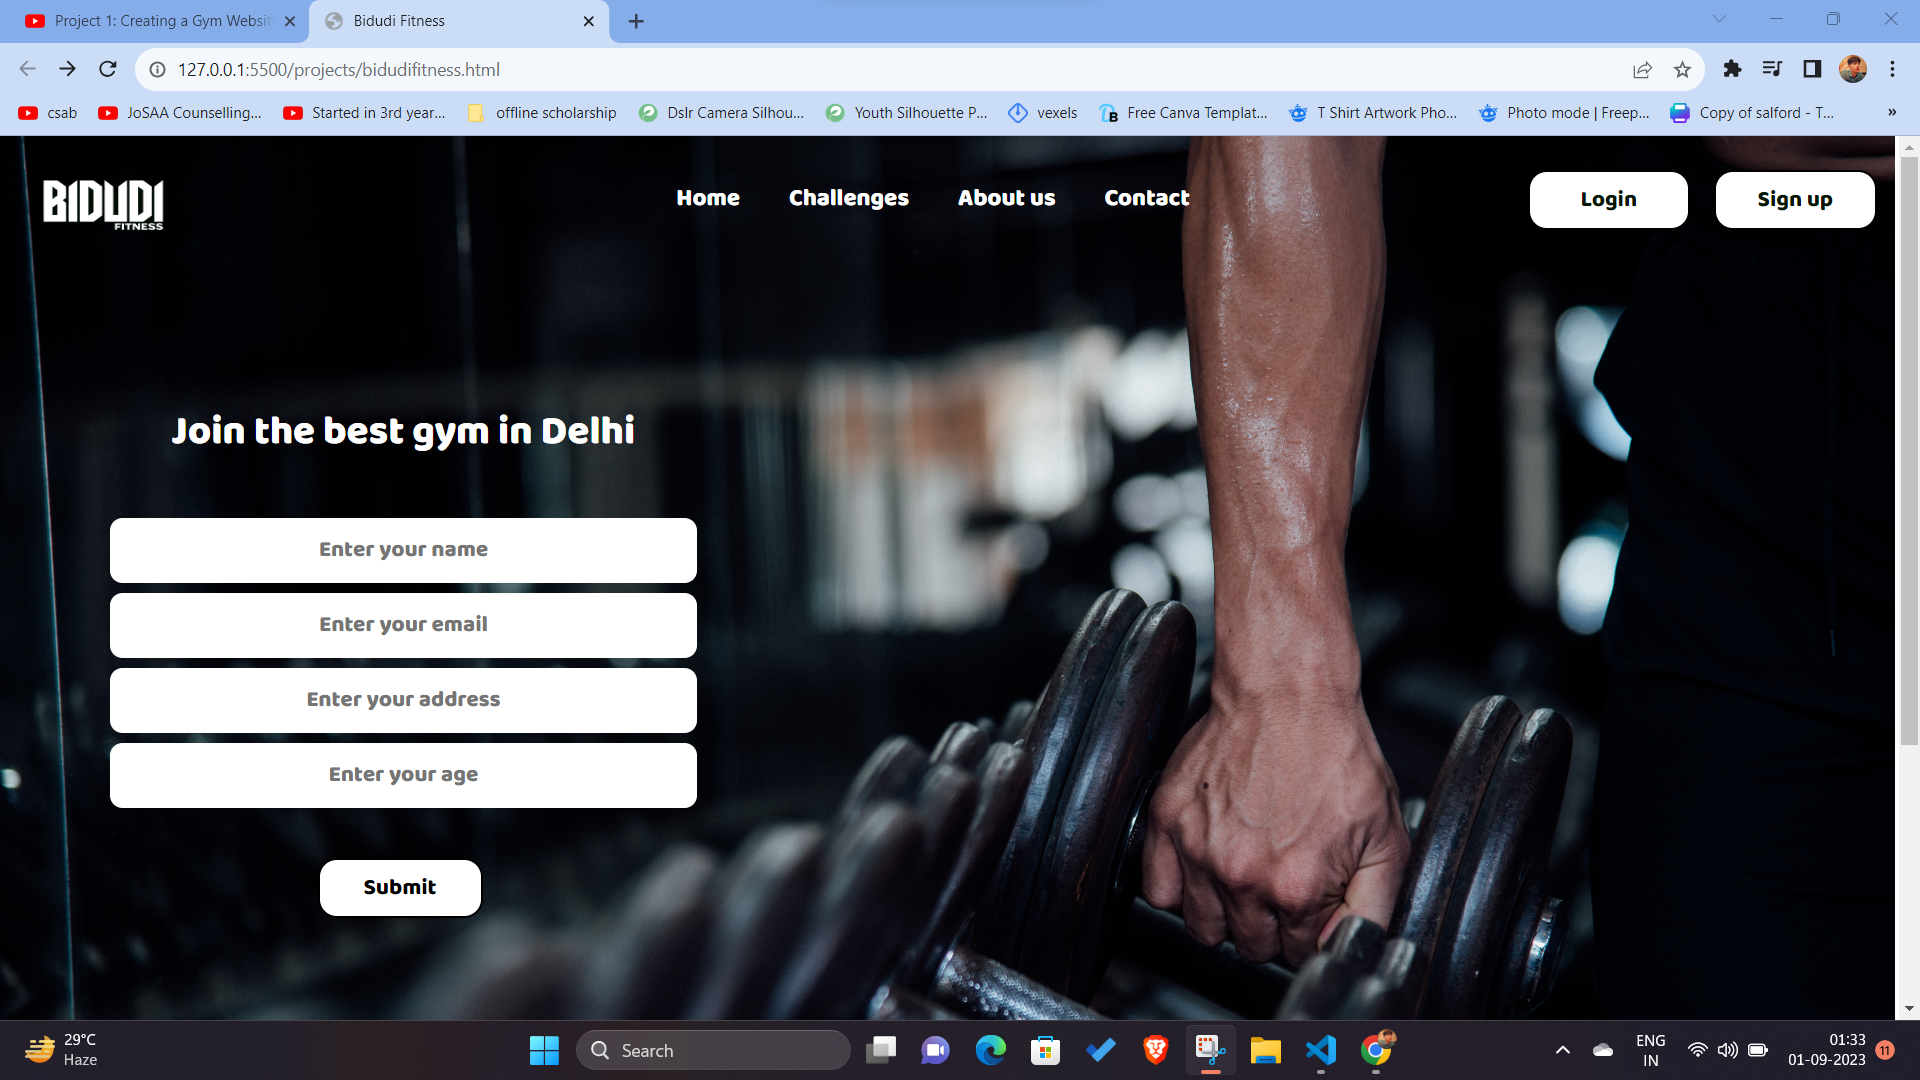 Project 1: Creating a Gym Websit
Bidudi Fitness
127.0.0.1:5500/projects/bidudifitness.html
csab
JoSAA Counselling...
Started in 3rd year...
offline scholarship
Dslr Camera Silhou...
Youth Silhouette P...
vexels
Free Canva Templat...
T Shirt Artwork Pho...
Photo mode | Freep...
Copy of salford - T...
»
BIDUDI
FITNESS
Home
Challenges
About us
Contact
Login
Sign up
Join the best gym in Delhi
Enter your name
Enter your email
Enter your address
Enter your age
Submit
29°C
Haze
Search
ENG
IN
01:33
01-09-2023
11